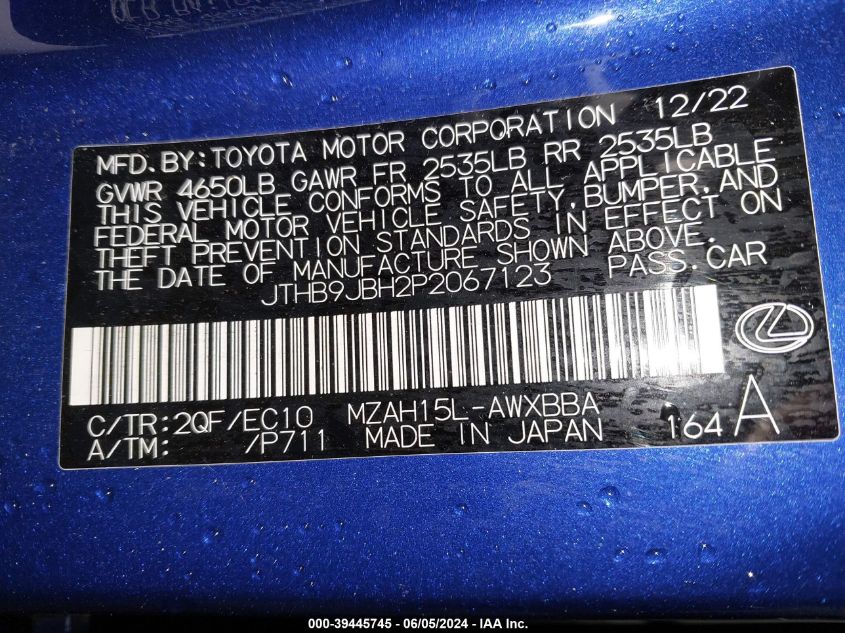 MFD.BY:TOYOTA MOTOR CORPORATION 12/22
GVWR 4650LB GAWR FR 2535LB RR 2535LB
THIS VEHICLE CONFORMS TO ALL APPLICABLE
FEDERAL MOTOR VEHICLE SAFETY,BUMPER,AND
THEFT PREVENTION STANDARDS IN EFFECT ON
THE DATE OF MANUFACTURE SHOWN ABOVE.
JTHB9JBH2P2067123 PASS.CAR
C/TR:2QF/EC10 MZAH15L-AWXBBA
A/TM: /P711 MADE IN JAPAN 164 A
000-39445745 - 06/05/2024 - IAA Inc.